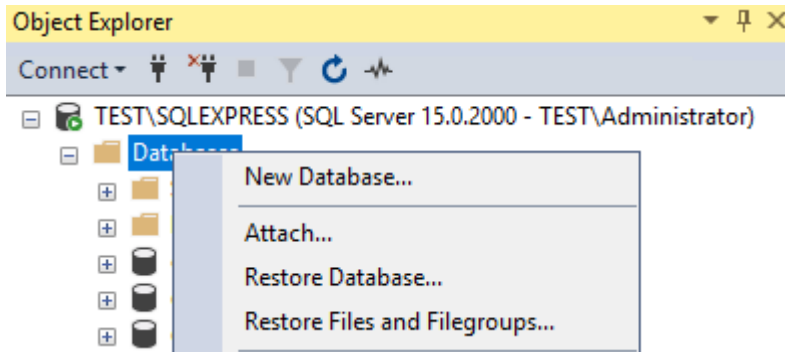 Object Explorer
Connect
TEST\SQLEXPRESS (SQL Server 15.0.2000 - TEST\Administrator)
Databases
New Database...
Attach...
Restore Database...
Restore Files and Filegroups...